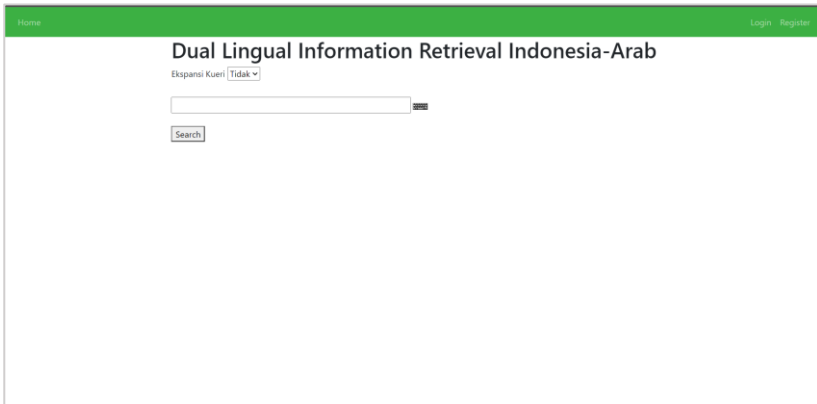 Home Login Register
Dual Lingual Information Retrieval Indonesia-Arab
Ekspansi Kueri Tidak
Search